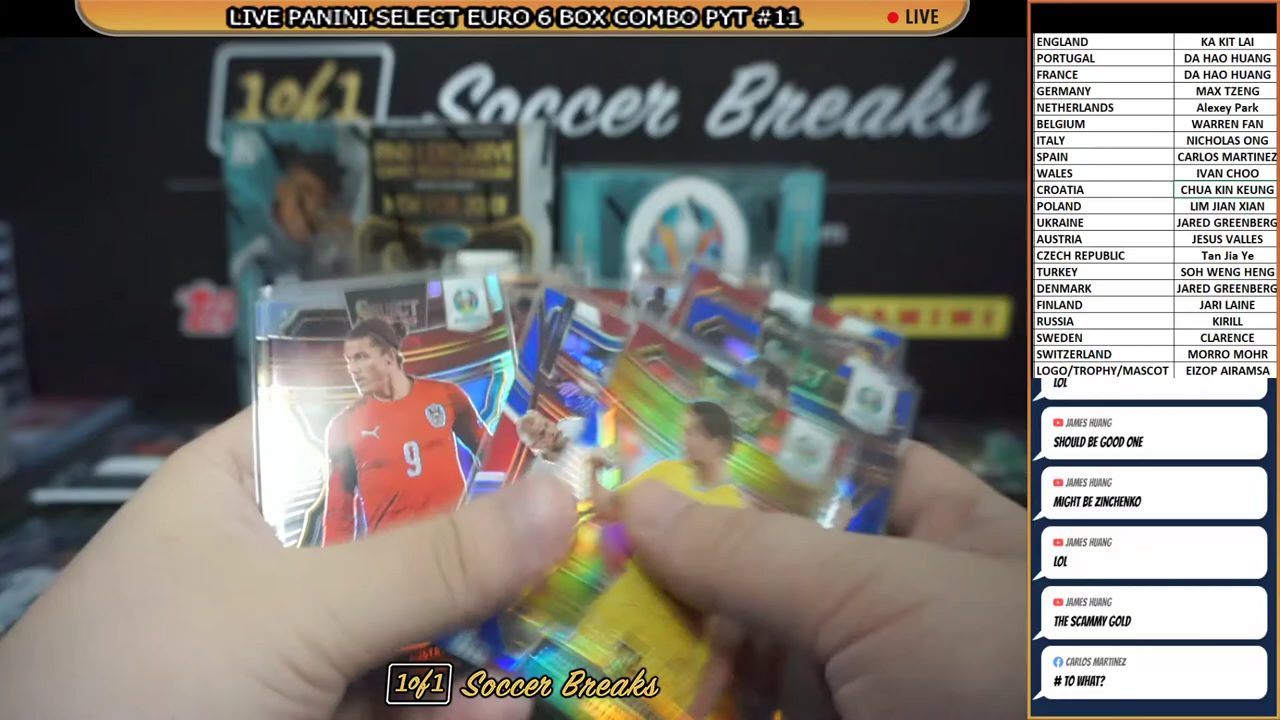 LIVE PANINI SELECT EURO 6 BOX COMBO PYT #11
LIVE
1of1 Soccer Breaks
SELECT
9
PANINI
ENGLAND KA KIT LAI
PORTUGAL DA HAO HUANG
FRANCE DA HAO HUANG
GERMANY MAX TZENG
NETHERLANDS Alexey Park
BELGIUM WARREN FAN
ITALY NICHOLAS ONG
SPAIN CARLOS MARTINEZ
WALES IVAN CHOO
CROATIA CHUA KIN KEUNG
POLAND LIM JIAN XIAN
UKRAINE JARED GREENBERG
AUSTRIA JESUS VALLES
CZECH REPUBLIC Tan Jia Ye
TURKEY SOH WENG HENG
DENMARK JARED GREENBERG
FINLAND JARI LAINE
RUSSIA KIRILL
SWEDEN CLARENCE
SWITZERLAND MORRO MOHR
LOGO/TROPHY/MASCOT EIZOP AIRAMSA
LOL
JAMES HUANG
SHOULD BE GOOD ONE
JAMES HUANG
MIGHT BE ZINCHENKO
JAMES HUANG
LOL
JAMES HUANG
THE SCAMMY GOLD
CARLOS MARTINEZ
# TO WHAT?
1of1 Soccer Breaks